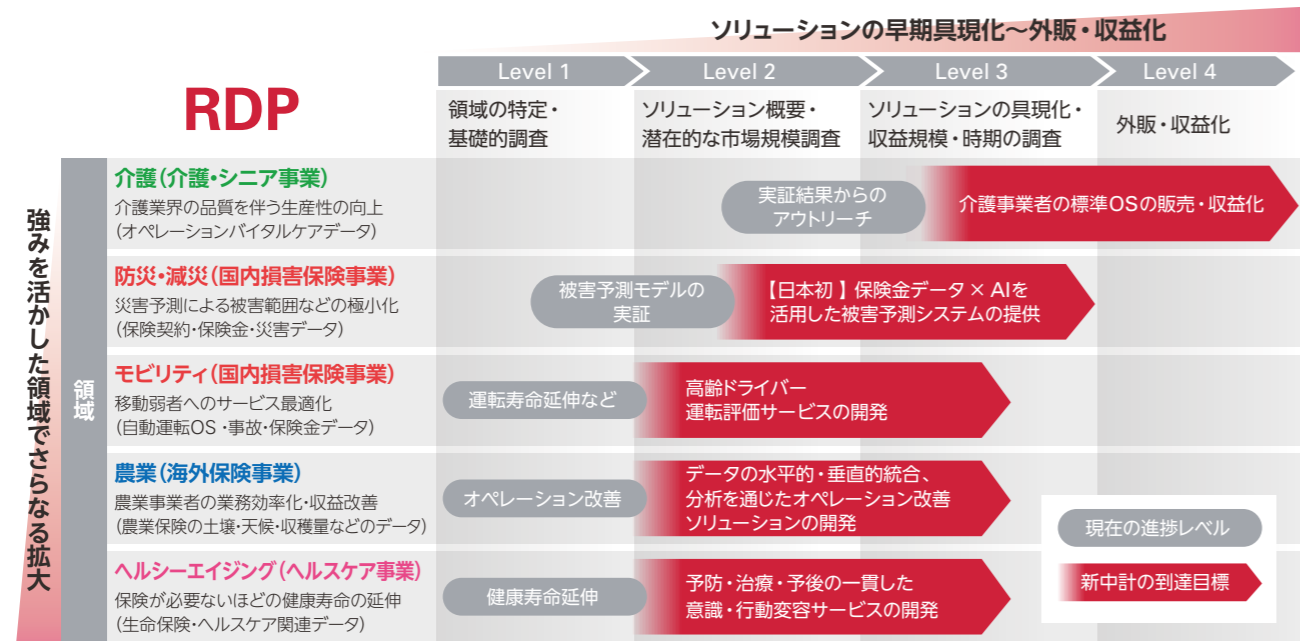 ソリューションの早期具現化～外販・収益化
RDP
Level 1
Level 2
Level 3
Level 4
領域の特定・
基礎的調査
ソリューション概要・
潜在的な市場規模調査
ソリューションの具現化・
収益規模・時期の調査
外販・収益化
強みを活かした領域でさらなる拡大
領域
介護(介護・シニア事業)
介護業界の品質を伴う生産性の向上
(オペレーションバイタルケアデータ)
実証結果からの
アウトリーチ
介護事業者の標準OSの販売・収益化
防災・減災(国内損害保険事業)
災害予測による被害範囲などの極小化
(保険契約・保険金・災害データ)
被害予測モデルの
実証
【日本初】保険金データ × AIを
活用した被害予測システムの提供
モビリティ(国内損害保険事業)
移動弱者へのサービス最適化
(自動運転OS・事故・保険金データ)
運転寿命延伸など
高齢ドライバー
運転評価サービスの開発
農業(海外保険事業)
農業事業者の業務効率化・収益改善
(農業保険の土壌・天候・収穫量などのデータ)
オペレーション改善
データの水平的・垂直的統合、
分析を通じたオペレーション改善
ソリューションの開発
ヘルシーエイジング(ヘルスケア事業)
保険が必要ないほどの健康寿命の延伸
(生命保険・ヘルスケア関連データ)
健康寿命延伸
予防・治療・予後の一貫した
意識・行動変容サービスの開発
現在の進捗レベル
新中計の到達目標